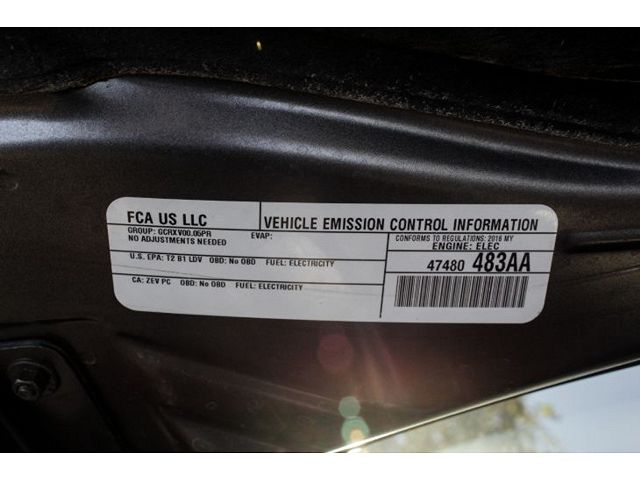 FCA US LLC
VEHICLE EMISSION CONTROL INFORMATION
GROUP: GCRXV00.05PR EVAP:
NO ADJUSTMENTS NEEDED
CONFORMS TO REGULATIONS: 2016 MY
ENGINE: ELEC
U.S. EPA: T2 B1 LDV OBD: No OBD FUEL: ELECTRICITY
47480 483AA
CA: ZEV PC OBD: No OBD FUEL: ELECTRICITY